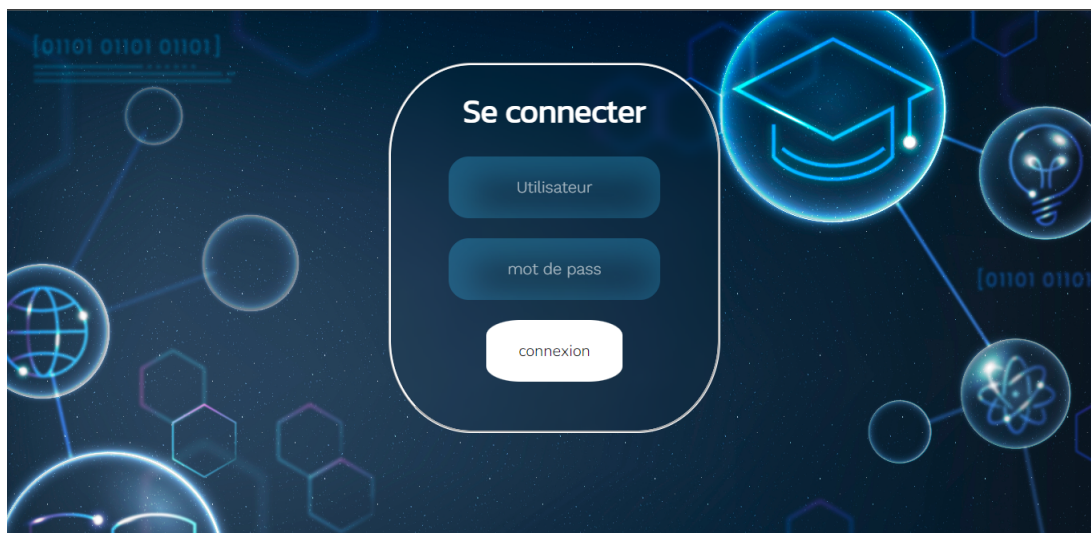 [01101 01101 01101]
Se connecter
Utilisateur
mot de pass
[01101 0110
connexion